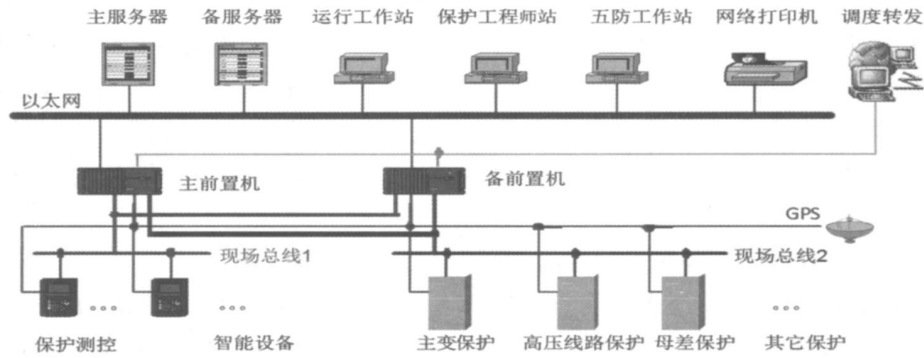 主服务器 备服务器 运行工作站 保护工程师站 五防工作站 网络打印机 调度转发
以太网
主前置机 备前置机
GPS
现场总线1 现场总线2
保护测控 智能设备 主变保护 高压线路保护 母差保护 其它保护